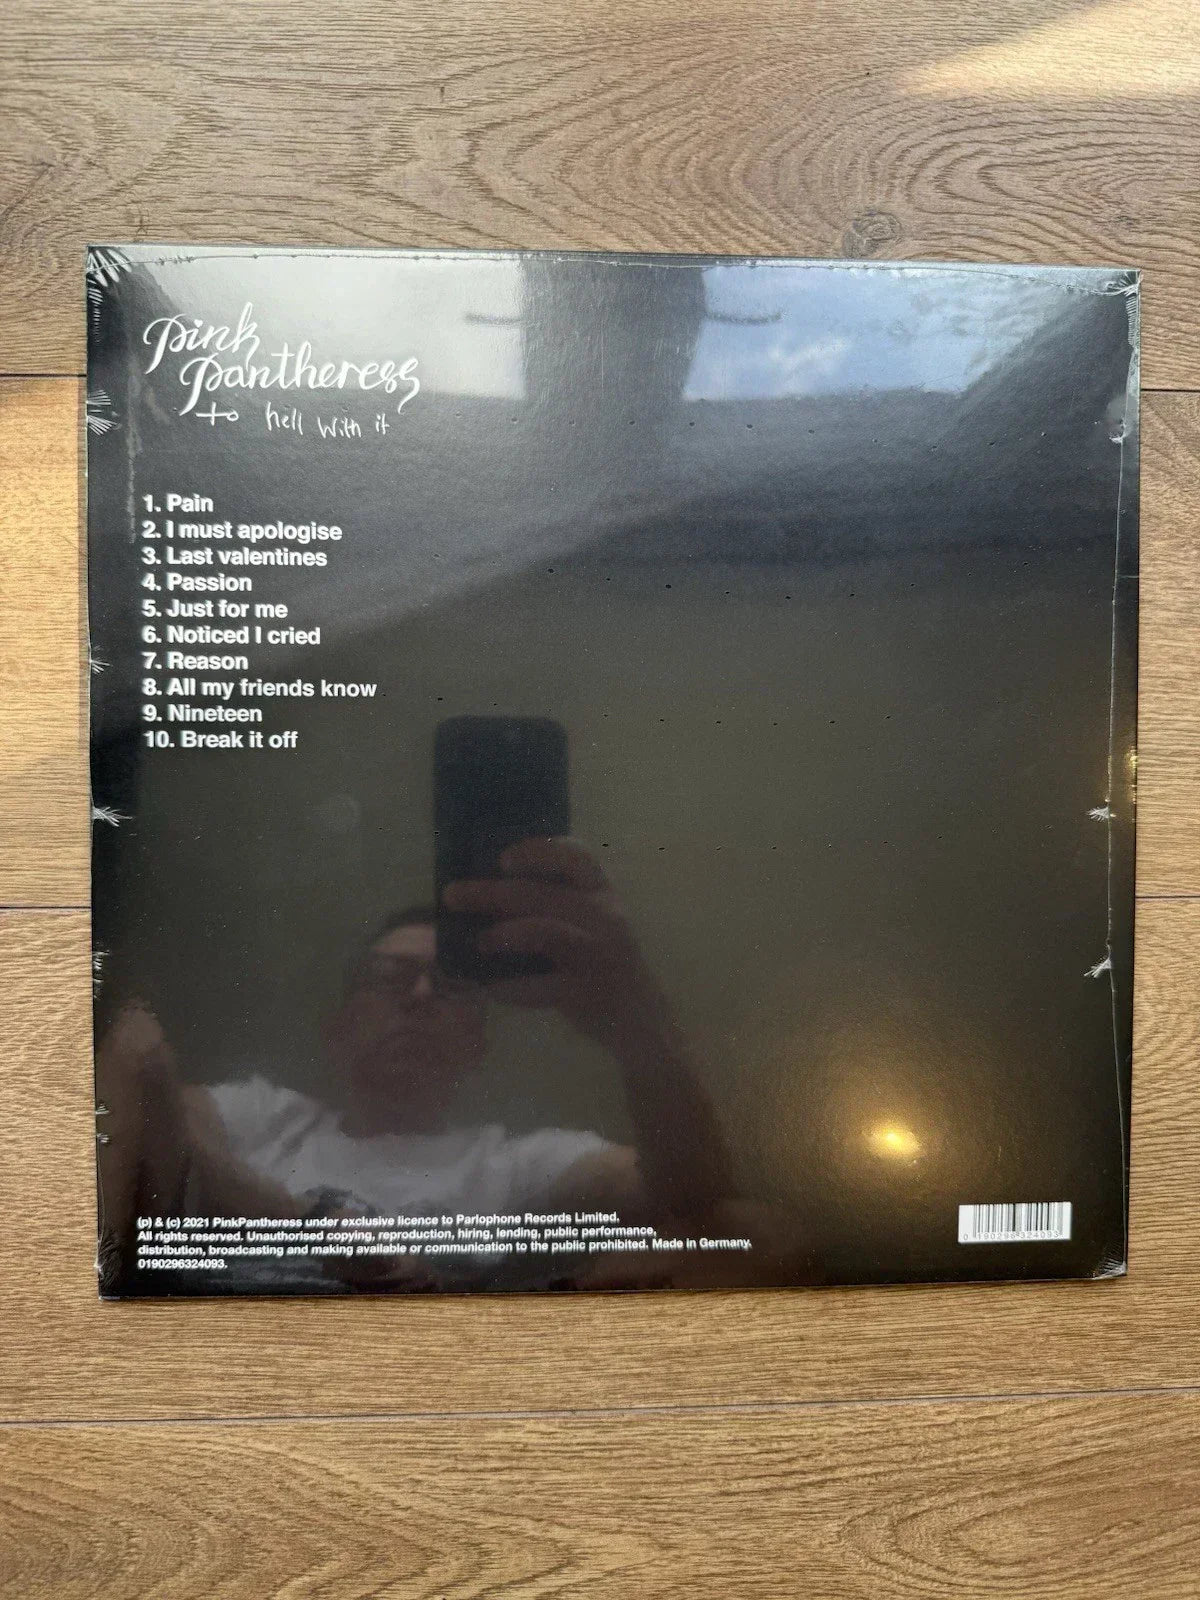 Pink
Pantheress
to hell with it
1. Pain
2. I must apologise
3. Last valentines
4. Passion
5. Just for me
6. Noticed I cried
7. Reason
8. All my friends know
9. Nineteen
10. Break it off
(p) & (c) 2021 PinkPantheress under exclusive licence to Parlophone Records Limited.
All rights reserved. Unauthorised copying, reproduction, hiring, lending, public performance,
distribution, broadcasting and making available or communication to the public prohibited. Made in Germany.
0190296324093.
0 190296 324093